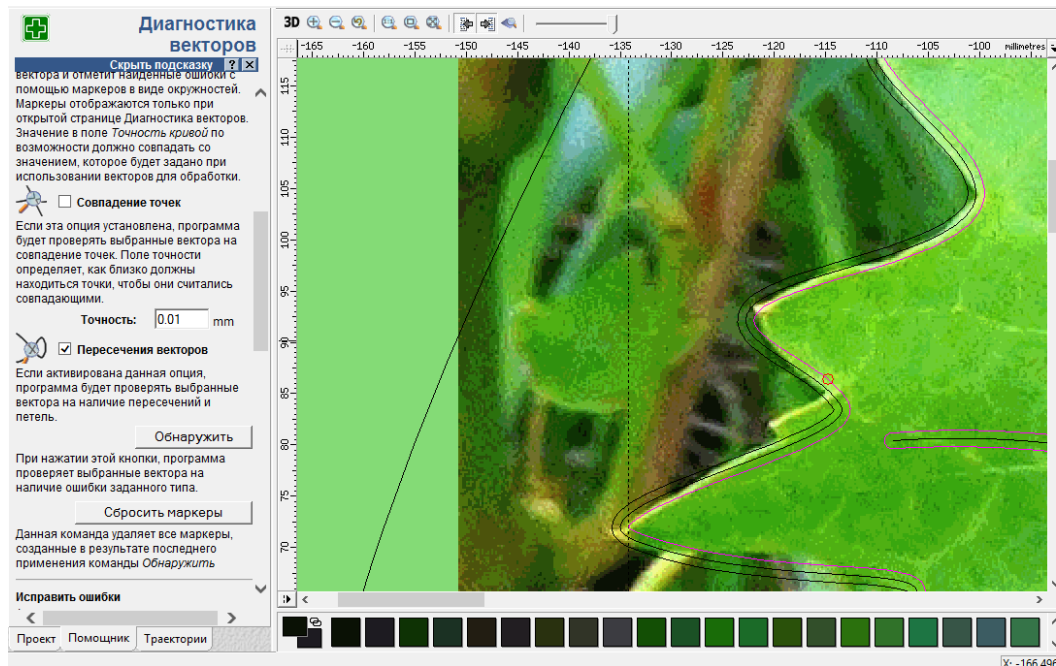 Диагностика
векторов
Скрыть подсказку ? X
вектора и отметит найденные ошибки с
помощью маркеров в виде окружностей.
Маркеры отображаются только при
открытой странице Диагностика векторов.
Значение в поле Точность кривой по
возможности должно совпадать со
значением, которое будет задано при
использовании векторов для обработки.
Совпадение точек
Если эта опция установлена, программа
будет проверять выбранные вектора на
совпадение точек. Поле точности
определяет, как близко должны
находиться точки, чтобы они считались
совпадающими.
Точность: 0.01 mm
Пересечения векторов
Если активирована данная опция,
программа будет проверять выбранные
вектора на наличие пересечений и
петель.
Обнаружить
При нажатии этой кнопки, программа
проверяет выбранные вектора на
наличие ошибки заданного типа.
Сбросить маркеры
Данная команда удаляет все маркеры,
созданные в результате последнего
применения команды Обнаружить
Исправить ошибки
Проект Помощник Траектории
3D
-165 -160 -155 -150 -145 -140 -135 -130 -125 -120 -115 -110 -105 -100 millimetres
115
110
105
100
95
90
85
80
75
70
X: -166.496